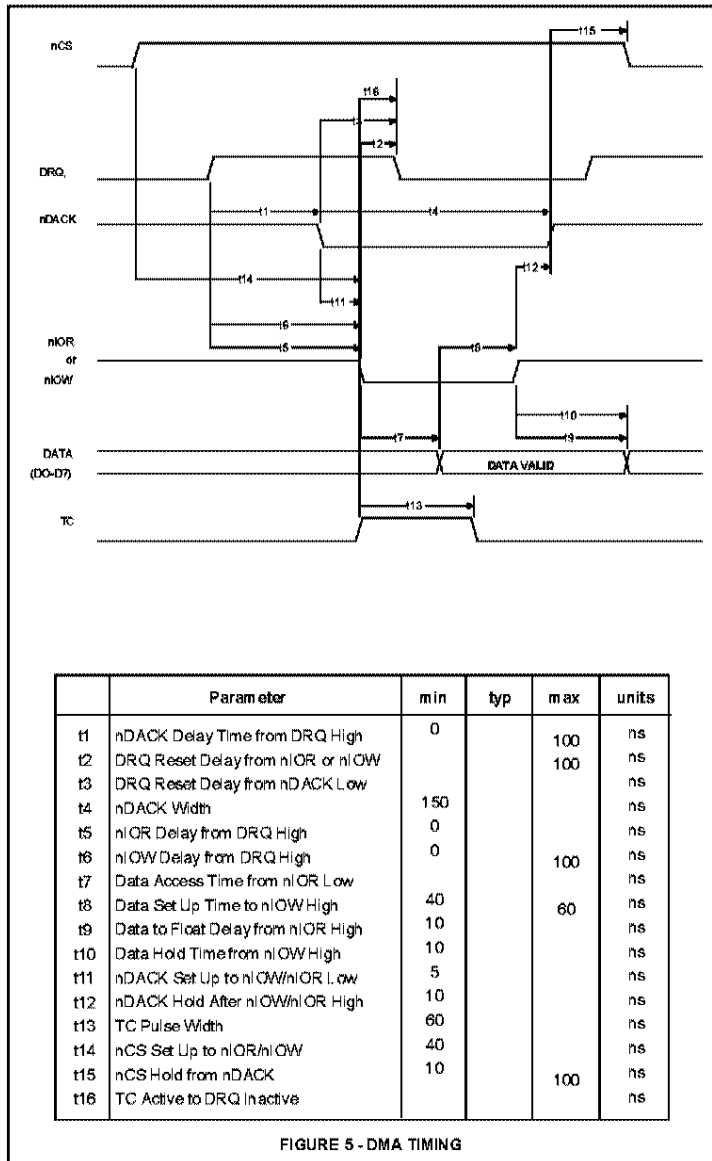 nCS
t15
t16
t3
t2
DRQ,
t1
t4
nDACK
t12
t14
t11
t6
nIOR
t5
t8
or
nIOW
t10
t7
t9
DATA
DATA VALID
(DO-D7)
t13
TC
Parameter min typ max units
t1 nDACK Delay Time from DRQ High 0 ns
t2 DRQ Reset Delay from nIOR or nIOW 100 ns
t3 DRQ Reset Delay from nDACK Low 100 ns
t4 nDACK Width 150 ns
t5 nIOR Delay from DRQ High 0 ns
t6 nIOW Delay from DRQ High 0 ns
t7 Data Access Time from nIOR Low 100 ns
t8 Data Set Up Time to nIOW High 40 ns
t9 Data to Float Delay from nIOR High 10 60 ns
t10 Data Hold Time from nIOW High 10 ns
t11 nDACK Set Up to nIOW/nIOR Low 5 ns
t12 nDACK Hold After nIOW/nIOR High 10 ns
t13 TC Pulse Width 60 ns
t14 nCS Set Up to nIOR/nIOW 40 ns
t15 nCS Hold from nDACK 10 ns
t16 TC Active to DRQ Inactive 100 ns
FIGURE 5 - DMA TIMING